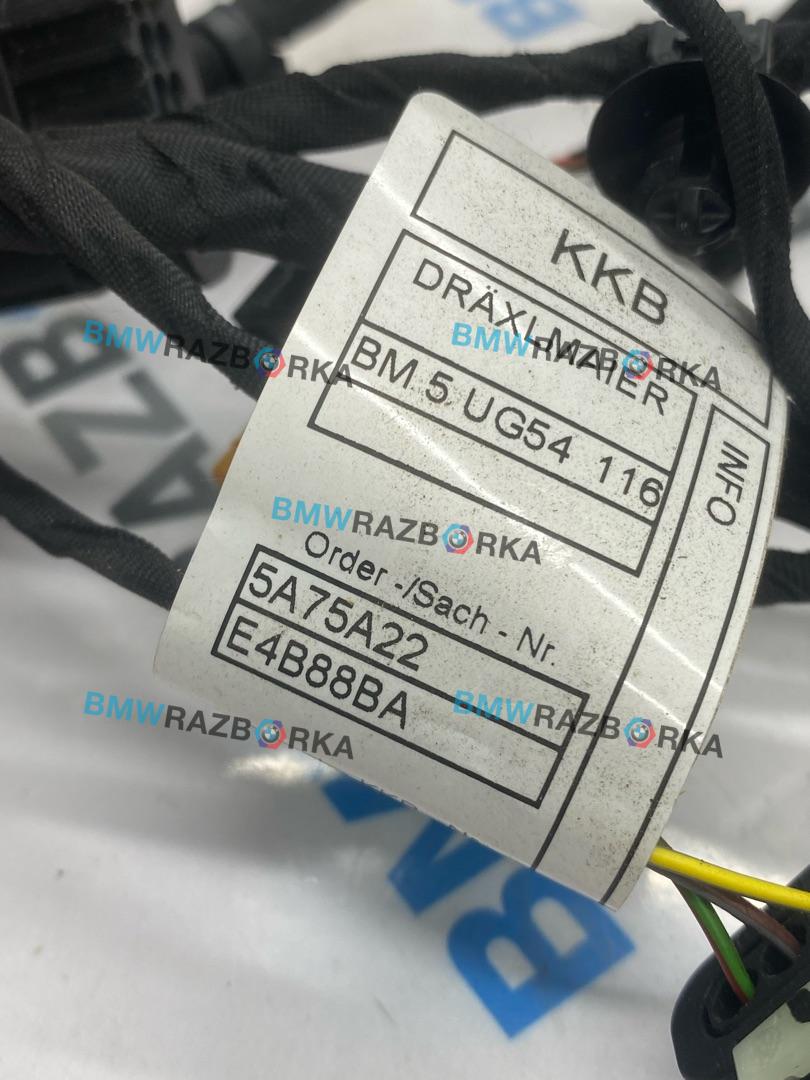 KKB
DRÄXLMAIER
BM 5 UG54 116
INFO
Order -/Sach - Nr.
5A75A22
E4B88BA
BMWRAZBORKA
BMWRAZBORKA
BMWRAZBORKA
BMWRAZBORKA
BMWRAZBORKA